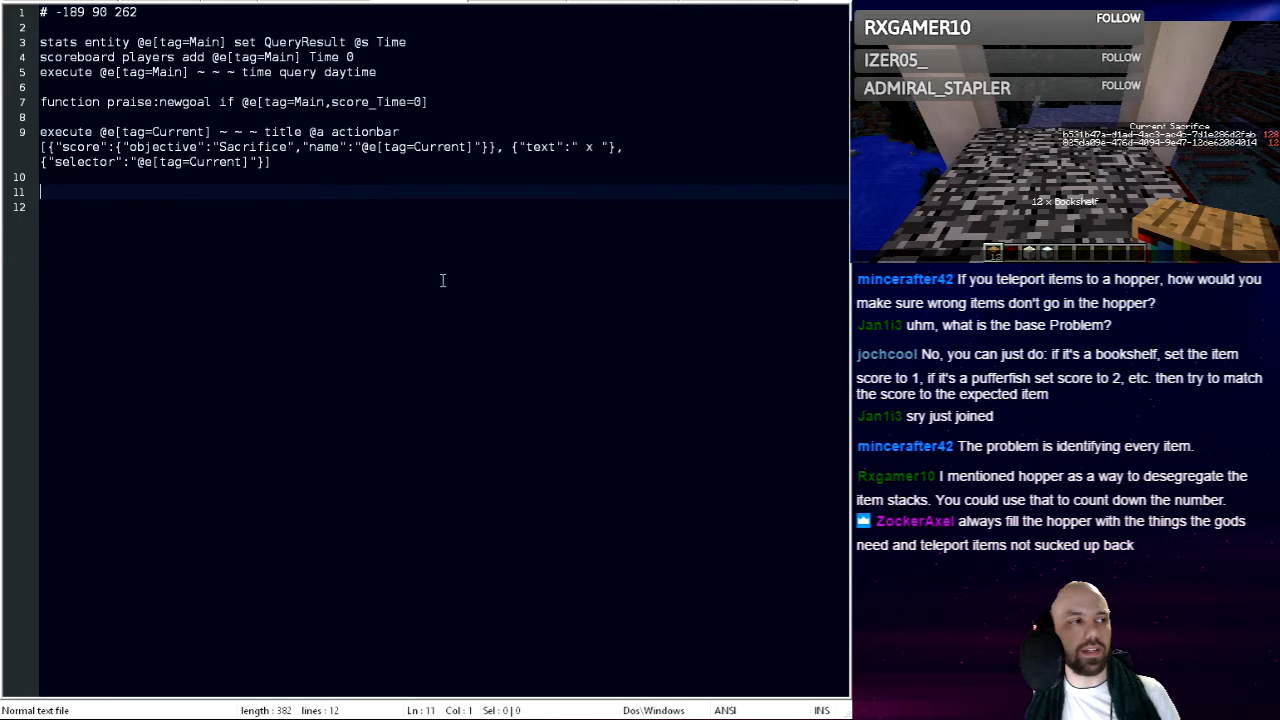 1 # -189 90 262
2
3 stats entity @e[tag=Main] set QueryResult @s Time
4 scoreboard players add @e[tag=Main] Time 0
5 execute @e[tag=Main] ~ ~ ~ time query daytime
6
7 function praise:newgoal if @e[tag=Main,score_Time=0]
8
9 execute @e[tag=Current] ~ ~ ~ title @a actionbar
[{"score":{"objective":"Sacrifice","name":"@e[tag=Current]"}}, {"text":" x "},
{"selector":"@e[tag=Current]"}]
10
11
12
Normal text file length : 382 lines : 12 Ln : 11 Col : 1 Sel : 0 | 0 Dos\Windows ANSI INS
RXGAMER10 FOLLOW
IZER05_ FOLLOW
ADMIRAL_STAPLER FOLLOW
Current Sacrifice
12 x Bookshelf
12
mincerafter42 If you teleport items to a hopper, how would you
make sure wrong items don't go in the hopper?
Jan1i3 uhm, what is the base Problem?
jochcool No, you can just do: if it's a bookshelf, set the item
score to 1, if it's a pufferfish set score to 2, etc. then try to match
the score to the expected item
Jan1i3 sry just joined
mincerafter42 The problem is identifying every item.
Rxgamer10 I mentioned hopper as a way to desegregate the
item stacks. You could use that to count down the number.
ZockerAxel always fill the hopper with the things the gods
need and teleport items not sucked up back